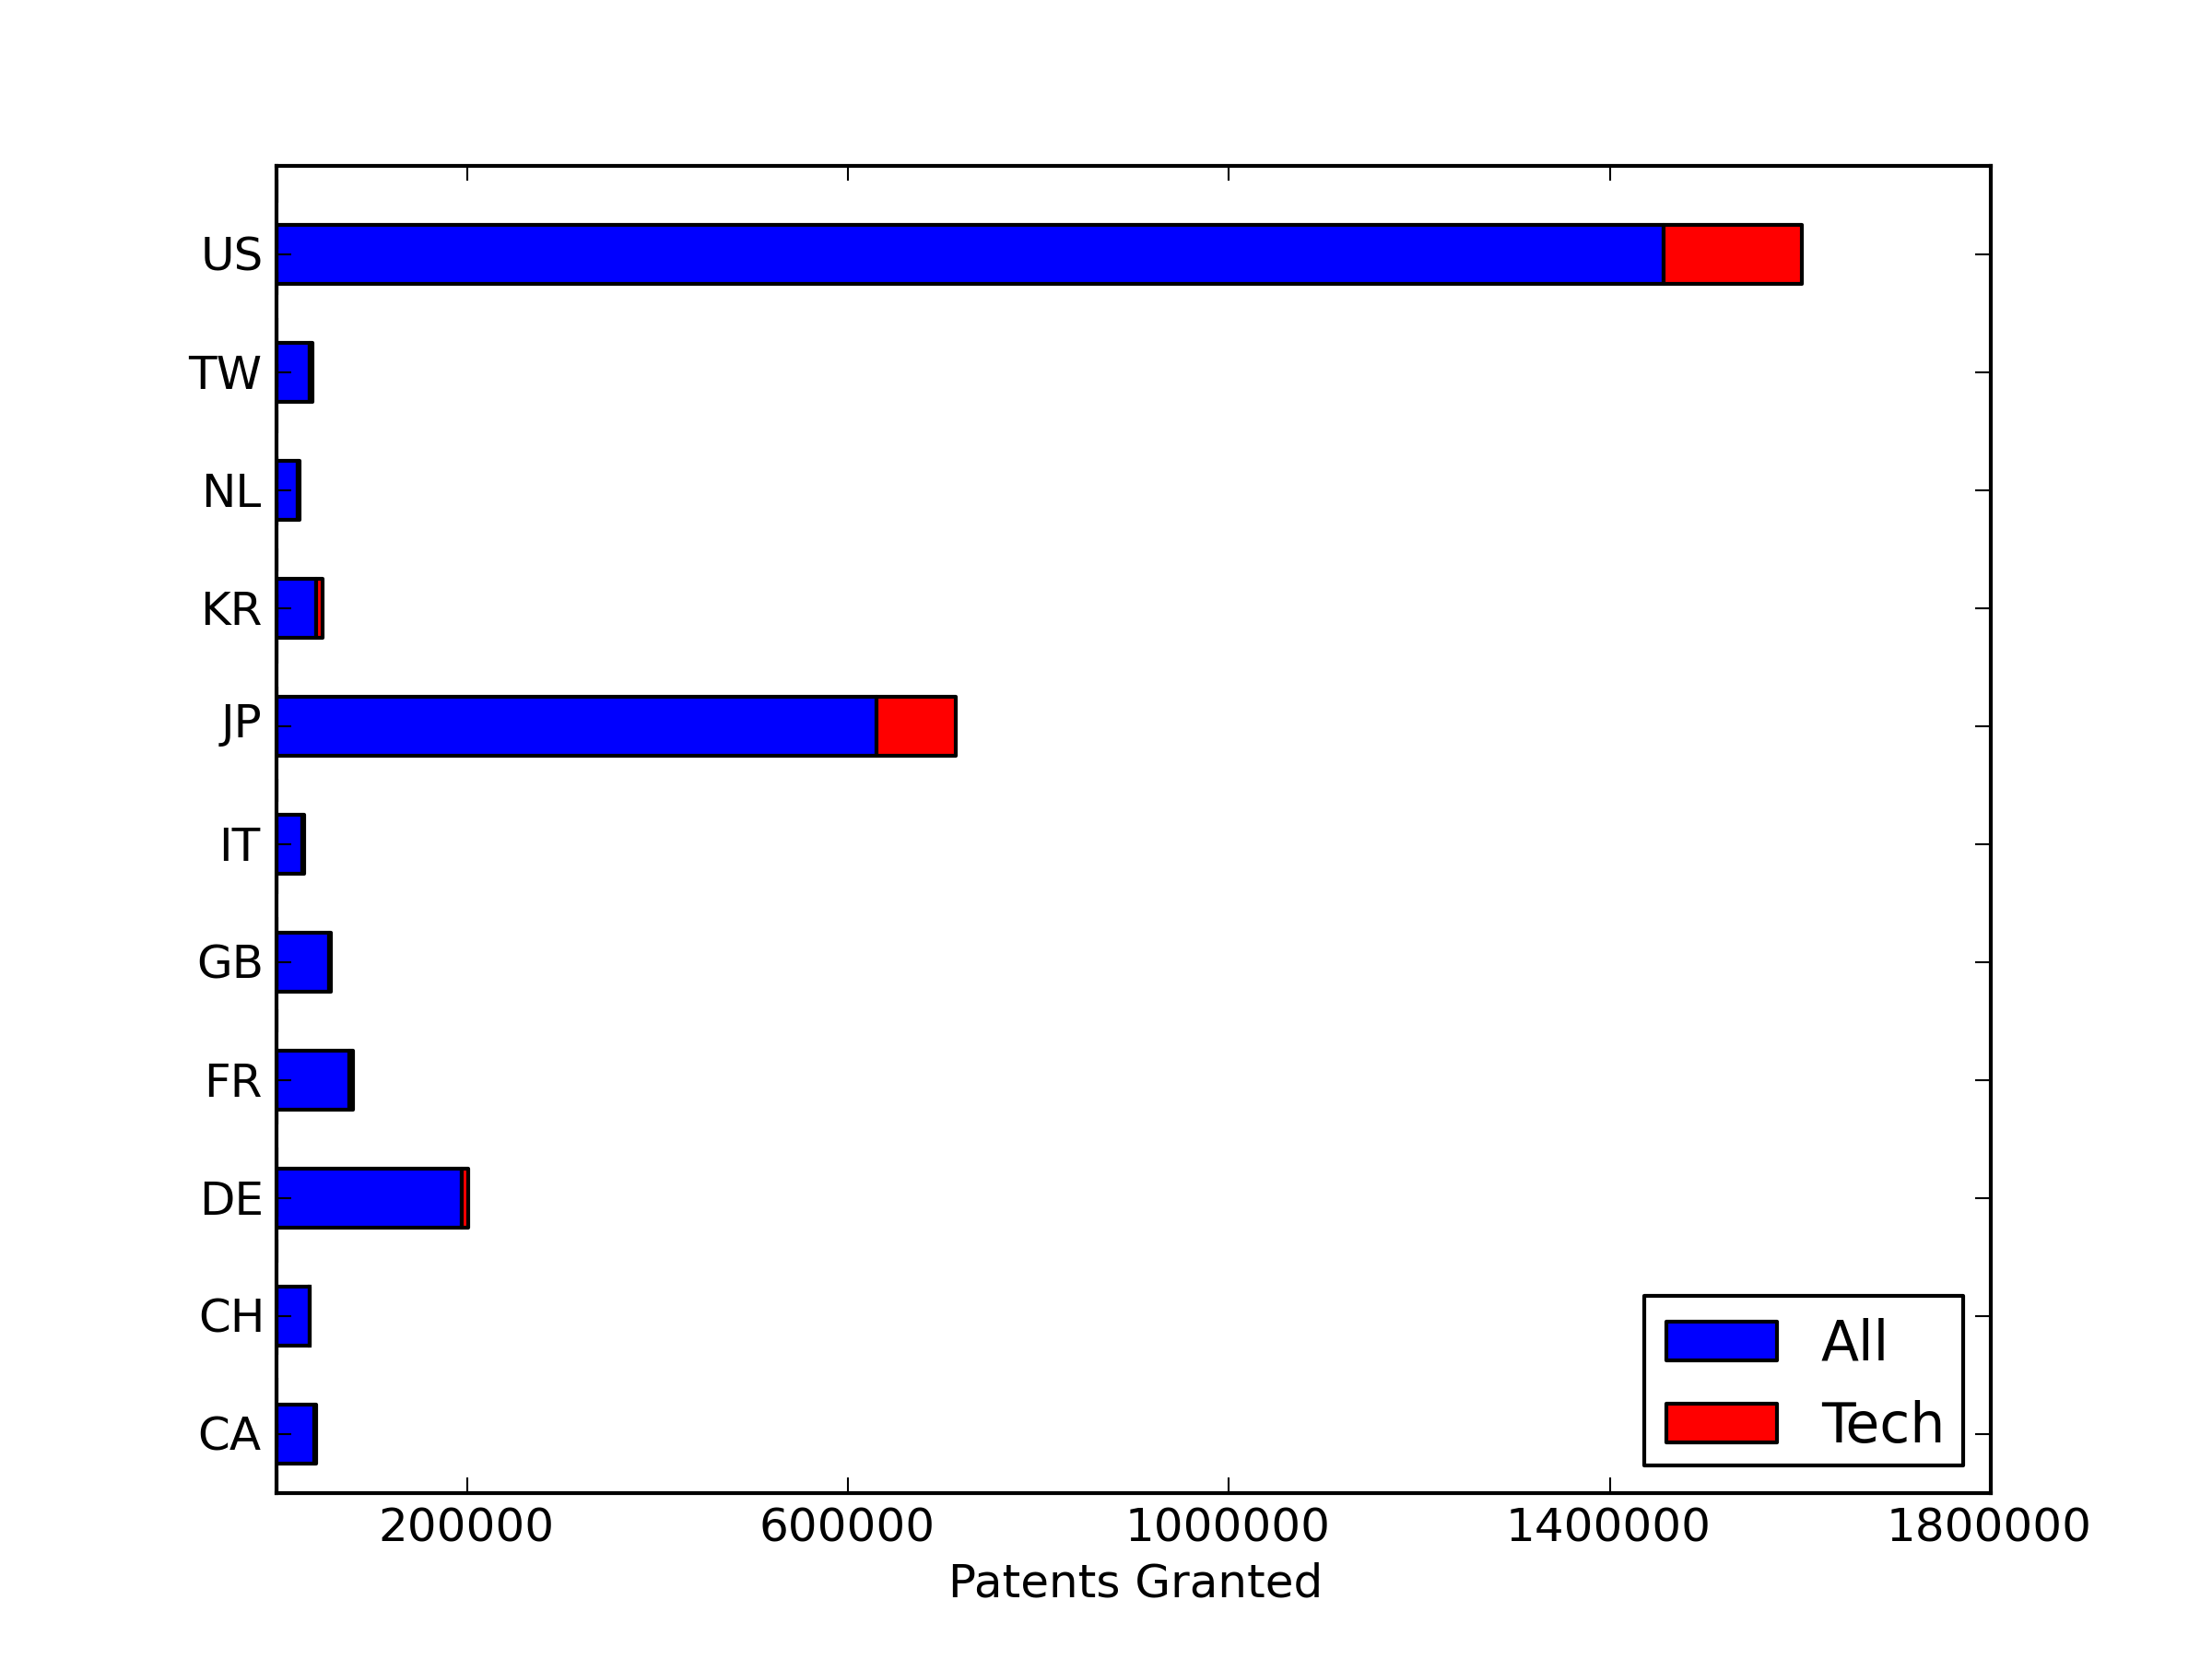 US
TW
NL
KR
JP
IT
GB
FR
DE
CH
CA
All
Tech
200000 600000 1000000 1400000 1800000
Patents Granted